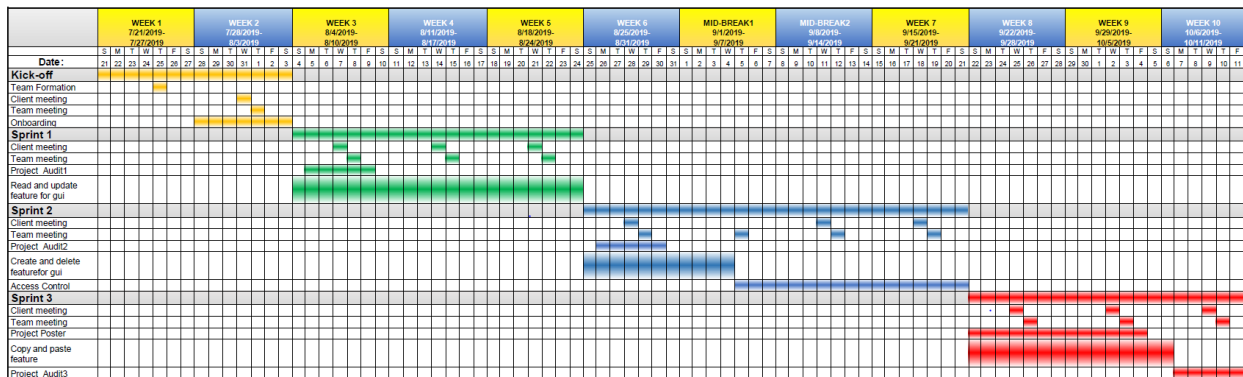 WEEK 1 WEEK 2 WEEK 3 WEEK 4 WEEK 5 WEEK 6 MID-BREAK1 MID-BREAK2 WEEK 7 WEEK 8 WEEK 9 WEEK 10
7/21/2019- 7/28/2019- 8/4/2019- 8/11/2019- 8/18/2019- 8/25/2019- 9/1/2019- 9/8/2019- 9/15/2019- 9/22/2019- 9/29/2019- 10/6/2019-
7/27/2019 8/3/2019 8/10/2019 8/17/2019 8/24/2019 8/31/2019 9/7/2019 9/14/2019 9/21/2019 9/28/2019 10/5/2019 10/11/2019
S M T W T F S S M T W T F S S M T W T F S S M T W T F S S M T W T F S S M T W T F S S M T W T F S S M T W T F S S M T W T F S S M T W T F S S M T W T F S S M T W T F
Date: 21 22 23 24 25 26 27 28 29 30 31 1 2 3 4 5 6 7 8 9 10 11 12 13 14 15 16 17 18 19 20 21 22 23 24 25 26 27 28 29 30 31 1 2 3 4 5 6 7 8 9 10 11 12 13 14 15 16 17 18 19 20 21 22 23 24 25 26 27 28 29 30 1 2 3 4 5 6 7 8 9 10 11
Kick-off
Team Formation
Client meeting
Team meeting
Onboarding
Sprint 1
Client meeting
Team meeting
Project Audit1
Read and update
feature for gui
Sprint 2
Client meeting
Team meeting
Project Audit2
Create and delete
featurefor gui
Access Control
Sprint 3
Client meeting
Team meeting
Project Poster
Copy and paste
feature
Project Audit3